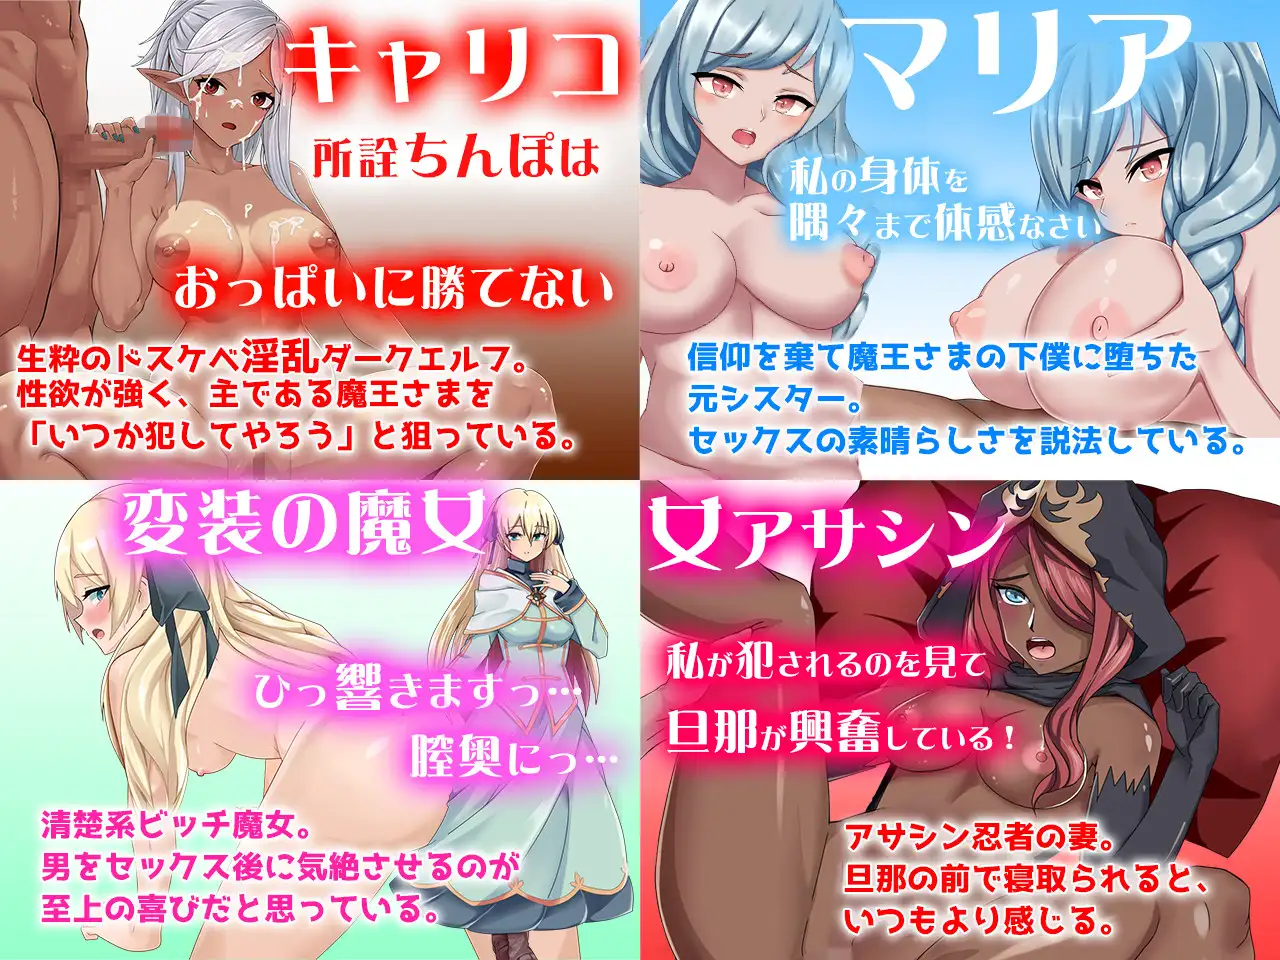 キャリコ
所詮ちんぽは
おっぱいに勝てない
生粋のドスケベ淫乱ダークエルフ。
性欲が強く、主である魔王さまを
「いつか犯してやろう」と狙っている。
マリア
私の身体を
隅々まで体感なさい
信仰を棄て魔王さまの下僕に堕ちた
元シスター。
セックスの素晴らしさを説法している。
変装の魔女
ひっ響きますっ…
膣奥にっ…
清楚系ビッチ魔女。
男をセックス後に気絶させるのが
至上の喜びだと思っている。
女アサシン
私が犯されるのを見て
旦那が興奮している！
アサシン忍者の妻。
旦那の前で寝取られると、
いつもより感じる。